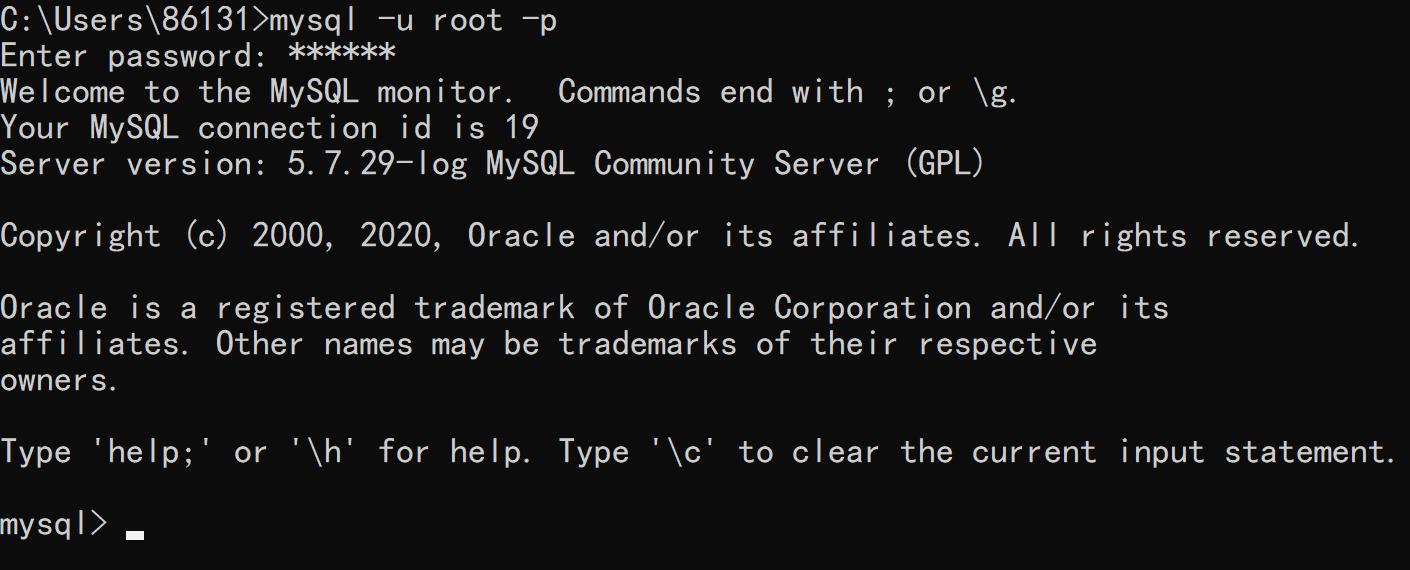 C:\Users\86131>mysql -u root -p
Enter password: ******
Welcome to the MySQL monitor.  Commands end with ; or \g.
Your MySQL connection id is 19
Server version: 5.7.29-log MySQL Community Server (GPL)
Copyright (c) 2000, 2020, Oracle and/or its affiliates. All rights reserved.
Oracle is a registered trademark of Oracle Corporation and/or its
affiliates. Other names may be trademarks of their respective
owners.
Type 'help;' or '\h' for help. Type '\c' to clear the current input statement.
mysql>